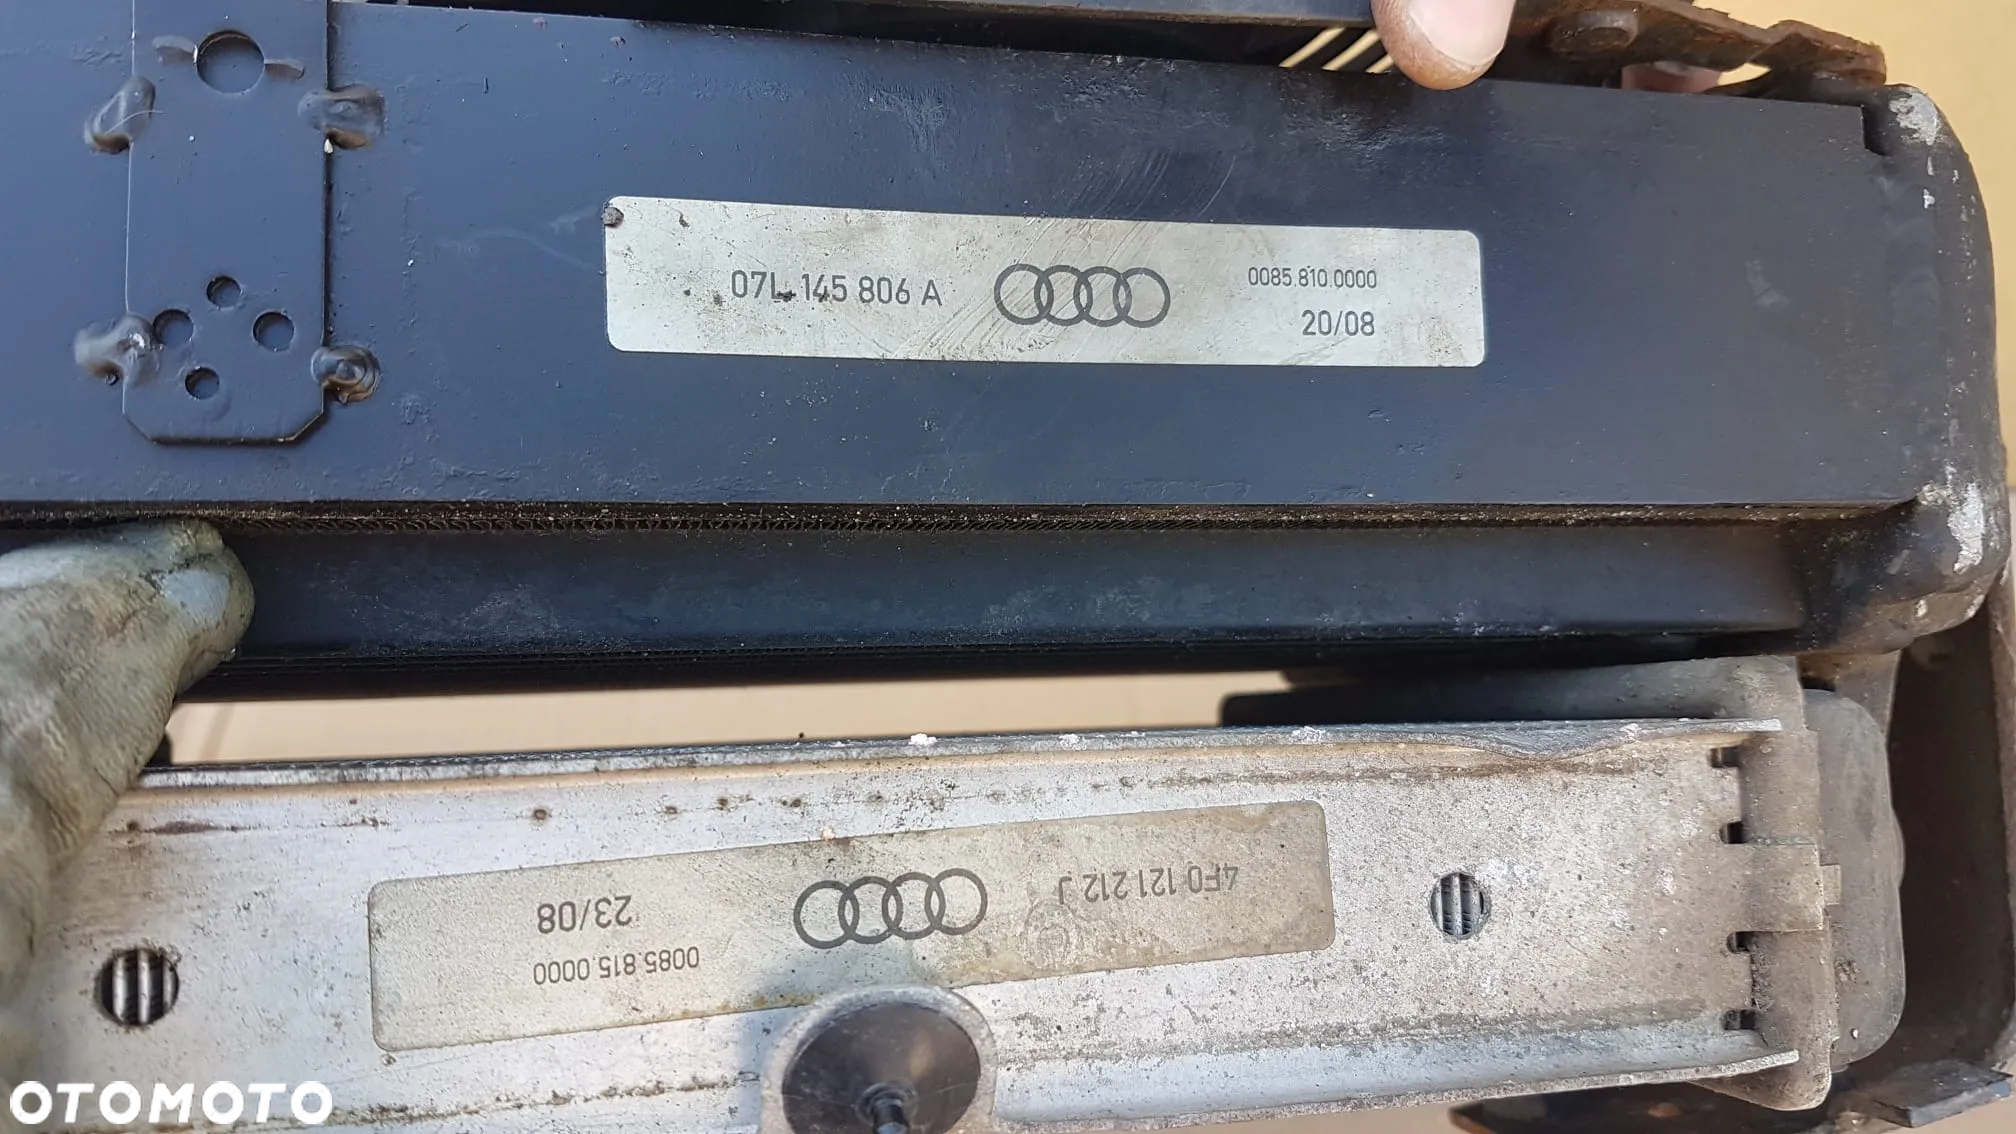 07L 145 806 A
0085.810.0000
20/08
4F0 121 212 J
0085 815.0000
23/08
OTOMOTO